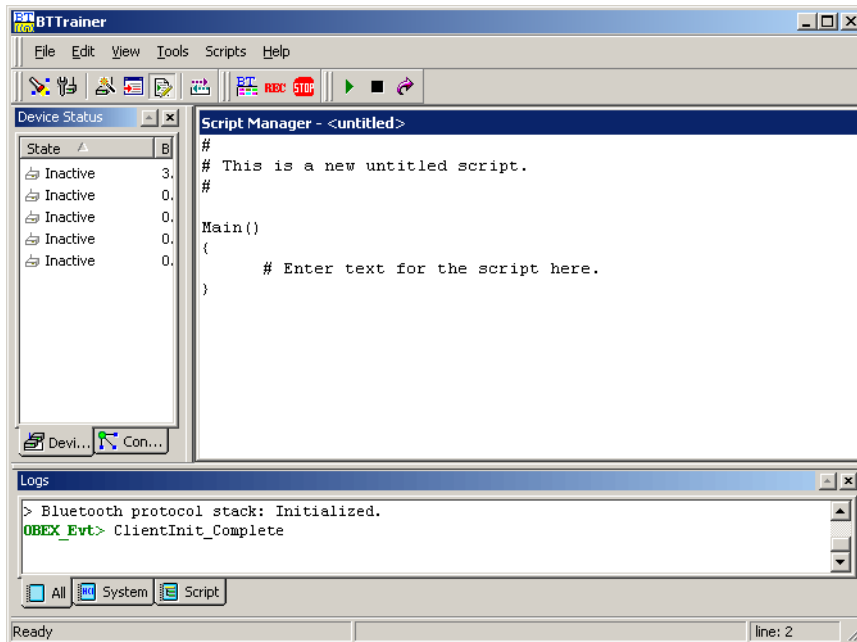 BTTrainer
File Edit View Tools Scripts Help
BT REC STOP
Device Status
State B
Inactive 3.
Inactive 0.
Inactive 0.
Inactive 0.
Inactive 0.
Devi... Con...
Script Manager - <untitled>
#
# This is a new untitled script.
#
Main()
{
# Enter text for the script here.
}
Logs
> Bluetooth protocol stack: Initialized.
OBEX_Evt> ClientInit_Complete
All HCI System Script
Ready line: 2